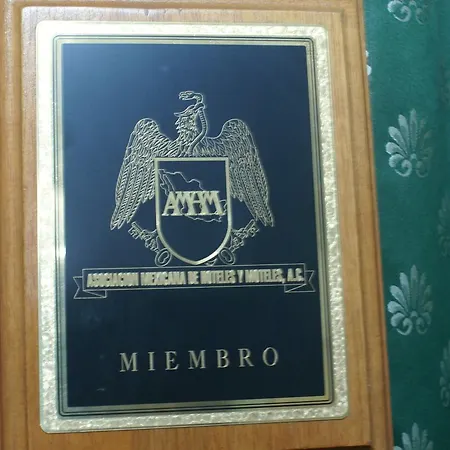 AMHM
ASOCIACION MEXICANA DE HOTELES Y MOTELES, A.C.
MIEMBRO